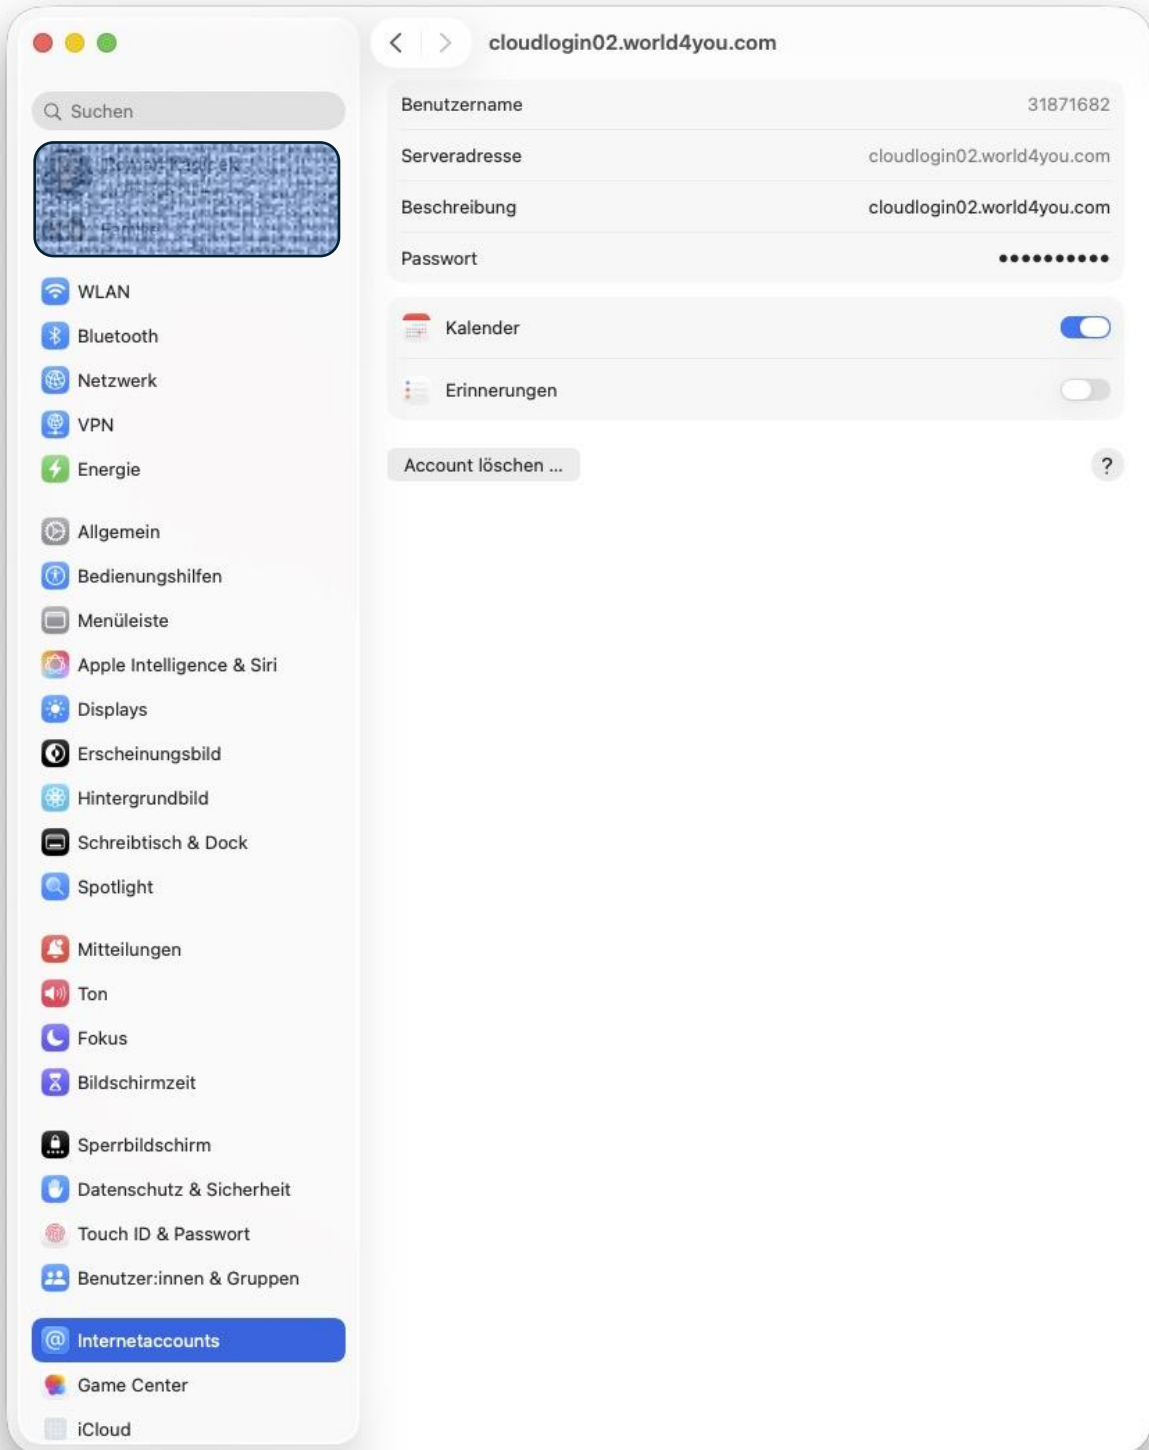 cloudlogin02.world4you.com
Suchen
WLAN
Bluetooth
Netzwerk
VPN
Energie
Allgemein
Bedienungshilfen
Menüleiste
Apple Intelligence & Siri
Displays
Erscheinungsbild
Hintergrundbild
Schreibtisch & Dock
Spotlight
Mitteilungen
Ton
Fokus
Bildschirmzeit
Sperrbildschirm
Datenschutz & Sicherheit
Touch ID & Passwort
Benutzer:innen & Gruppen
Internetaccounts
Game Center
iCloud
Benutzername 31871682
Serveradresse cloudlogin02.world4you.com
Beschreibung cloudlogin02.world4you.com
Passwort ••••••••••
Kalender
Erinnerungen
Account löschen ... ?